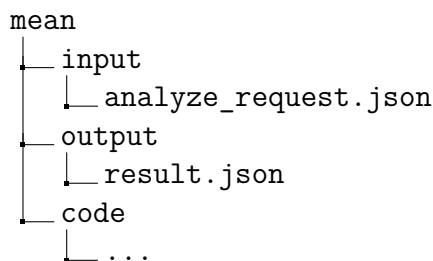 mean
input
analyze_request.json
output
result.json
code
...